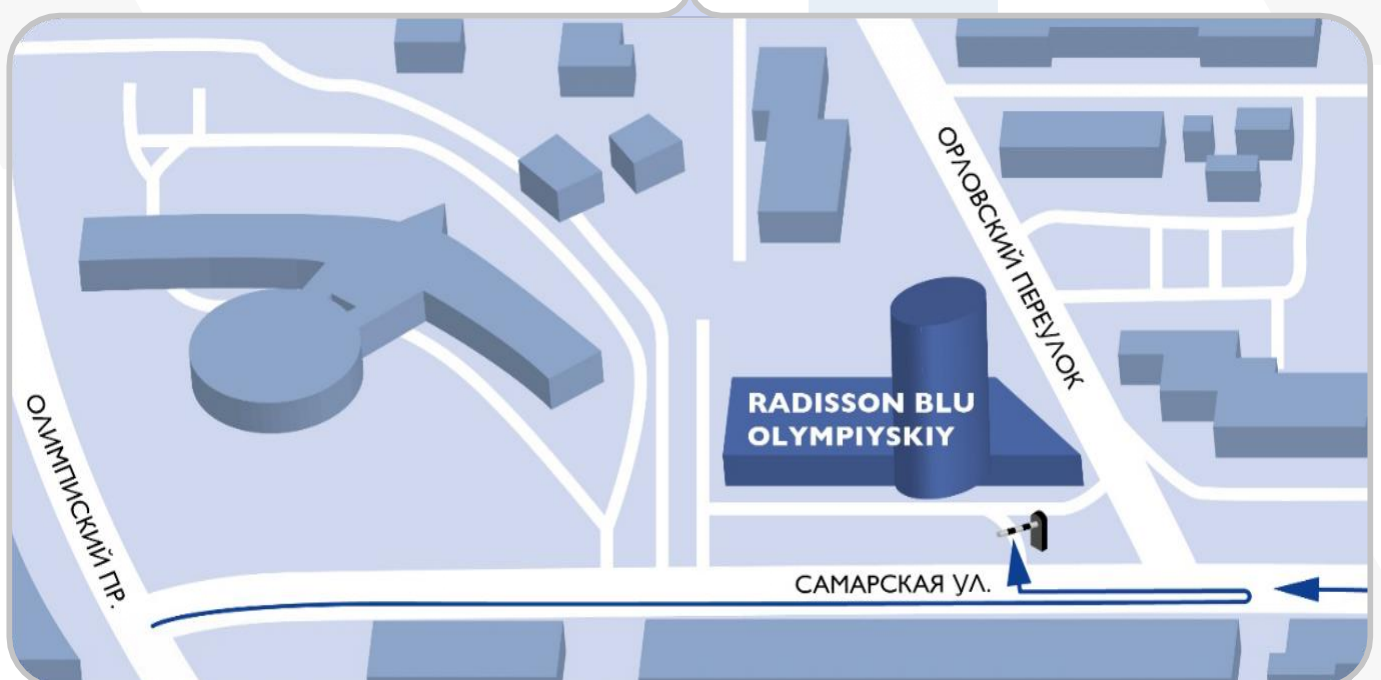 ОРЛОВСКИЙ ПЕРЕУЛОК
RADISSON BLU
OLYMPIYSKIY
ОЛИМПИСКИЙ ПР.
САМАРСКАЯ УЛ.